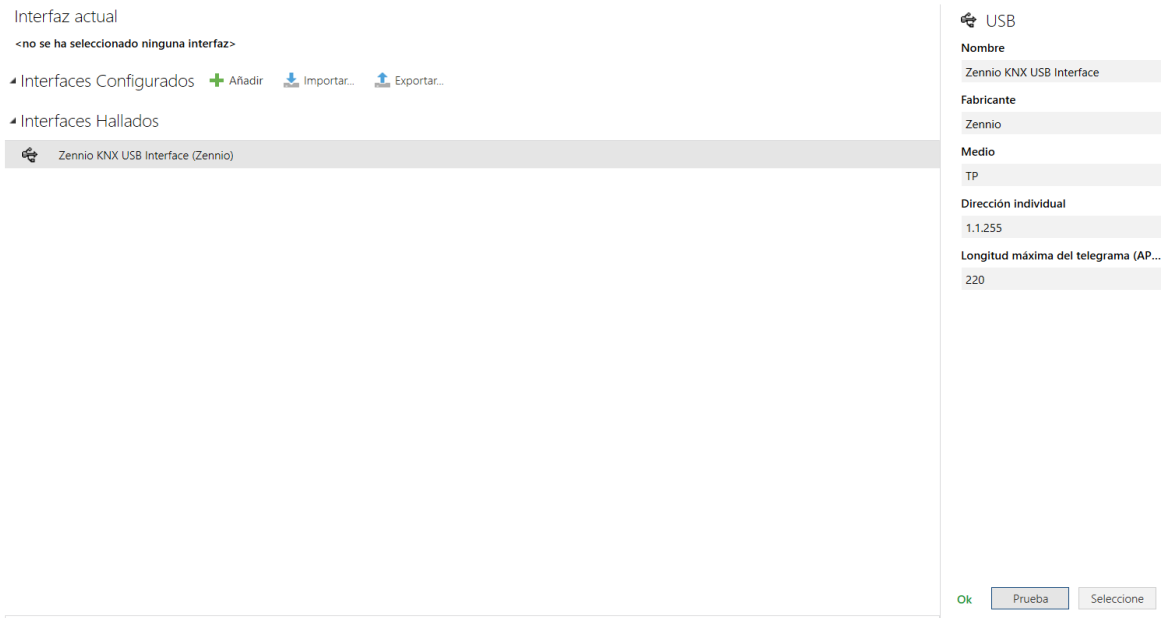 Interfaz actual
<no se ha seleccionado ninguna interfaz>
Interfaces Configurados Añadir Importar... Exportar...
Interfaces Hallados
Zennio KNX USB Interface (Zennio)
USB
Nombre
Zennio KNX USB Interface
Fabricante
Zennio
Medio
TP
Dirección individual
1.1.255
Longitud máxima del telegrama (AP...
220
Ok Prueba Seleccione